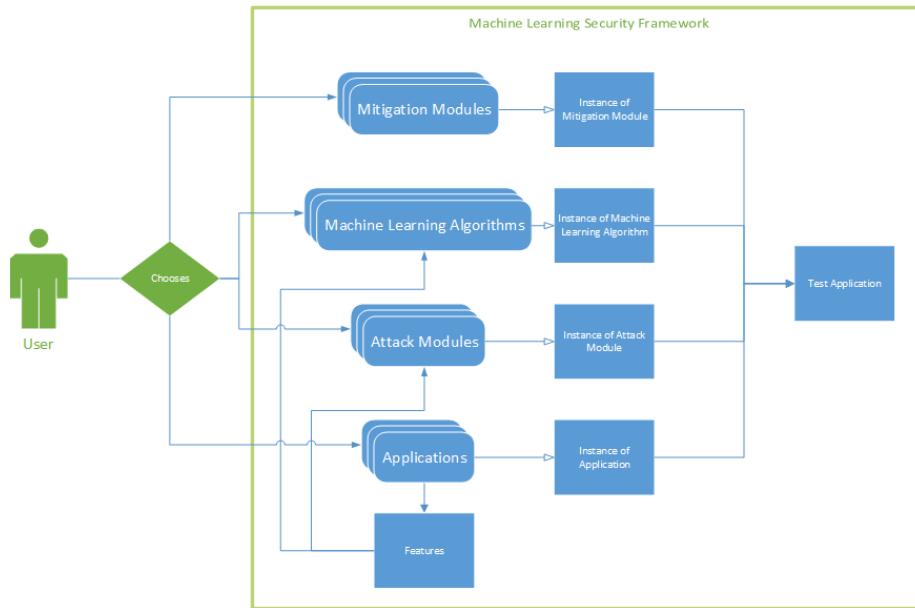 Machine Learning Security Framework
Mitigation Modules
Instance of
Mitigation Module
Machine Learning Algorithms
Instance of Machine
Learning Algorithm
Chooses
Test Application
User
Attack Modules
Instance of Attack
Module
Applications
Instance of
Application
Features